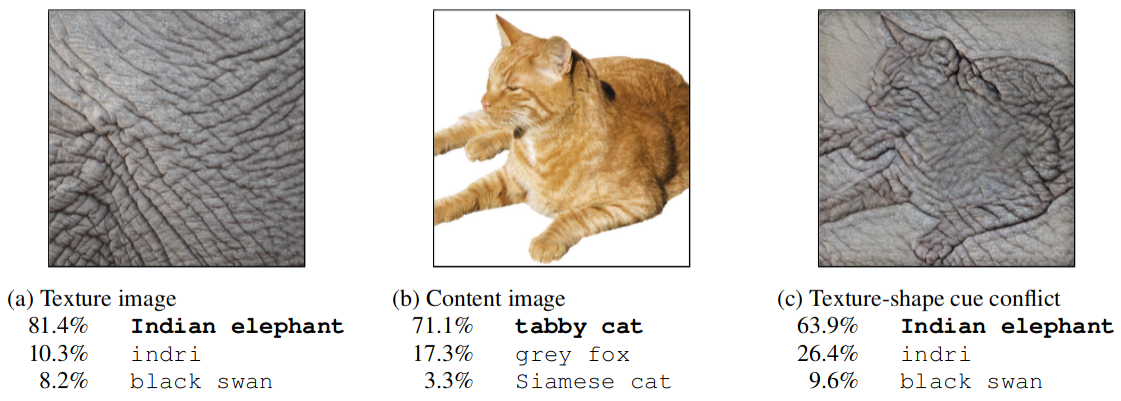 (a) Texture image
81.4% Indian elephant
10.3% indri
8.2% black swan
(b) Content image
71.1% tabby cat
17.3% grey fox
3.3% Siamese cat
(c) Texture-shape cue conflict
63.9% Indian elephant
26.4% indri
9.6% black swan